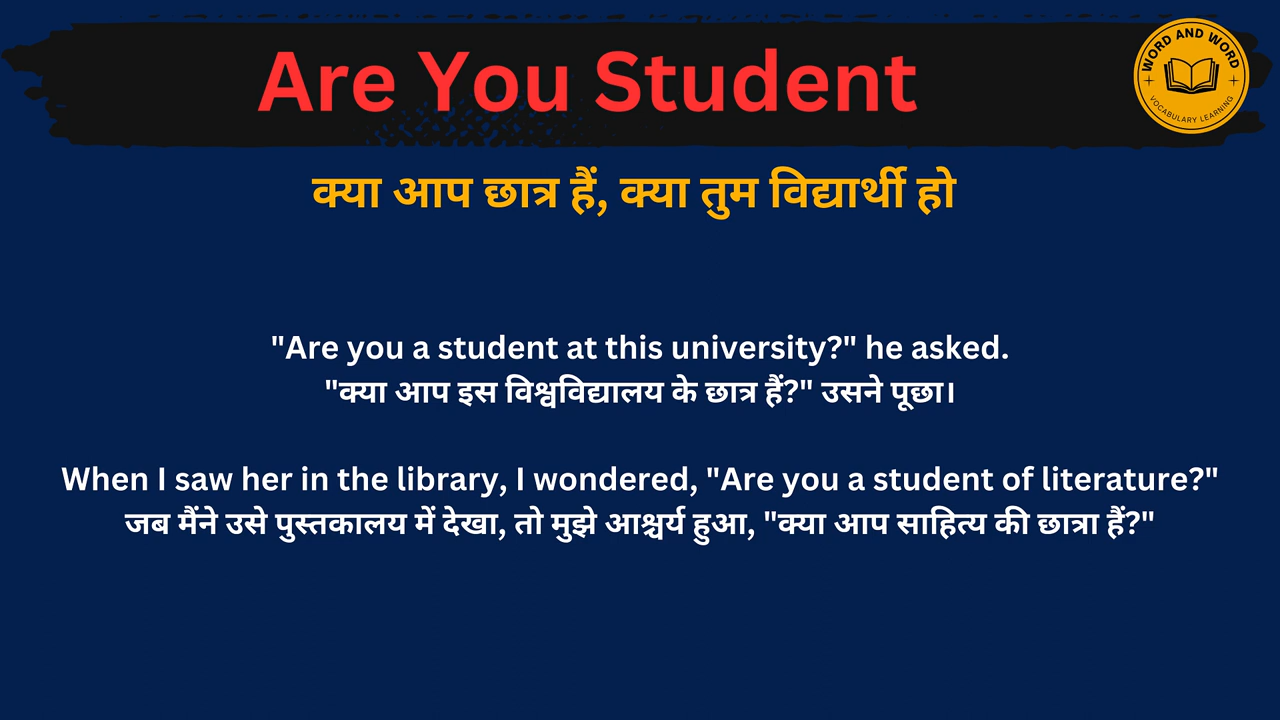 Are You Student
WORD AND WORD
VOCABULARY LEARNING
क्या आप छात्र हैं, क्या तुम विद्यार्थी हो
"Are you a student at this university?" he asked.
"क्या आप इस विश्वविद्यालय के छात्र हैं?" उसने पूछा।
When I saw her in the library, I wondered, "Are you a student of literature?"
जब मैंने उसे पुस्तकालय में देखा, तो मुझे आश्चर्य हुआ, "क्या आप साहित्य की छात्रा हैं?"